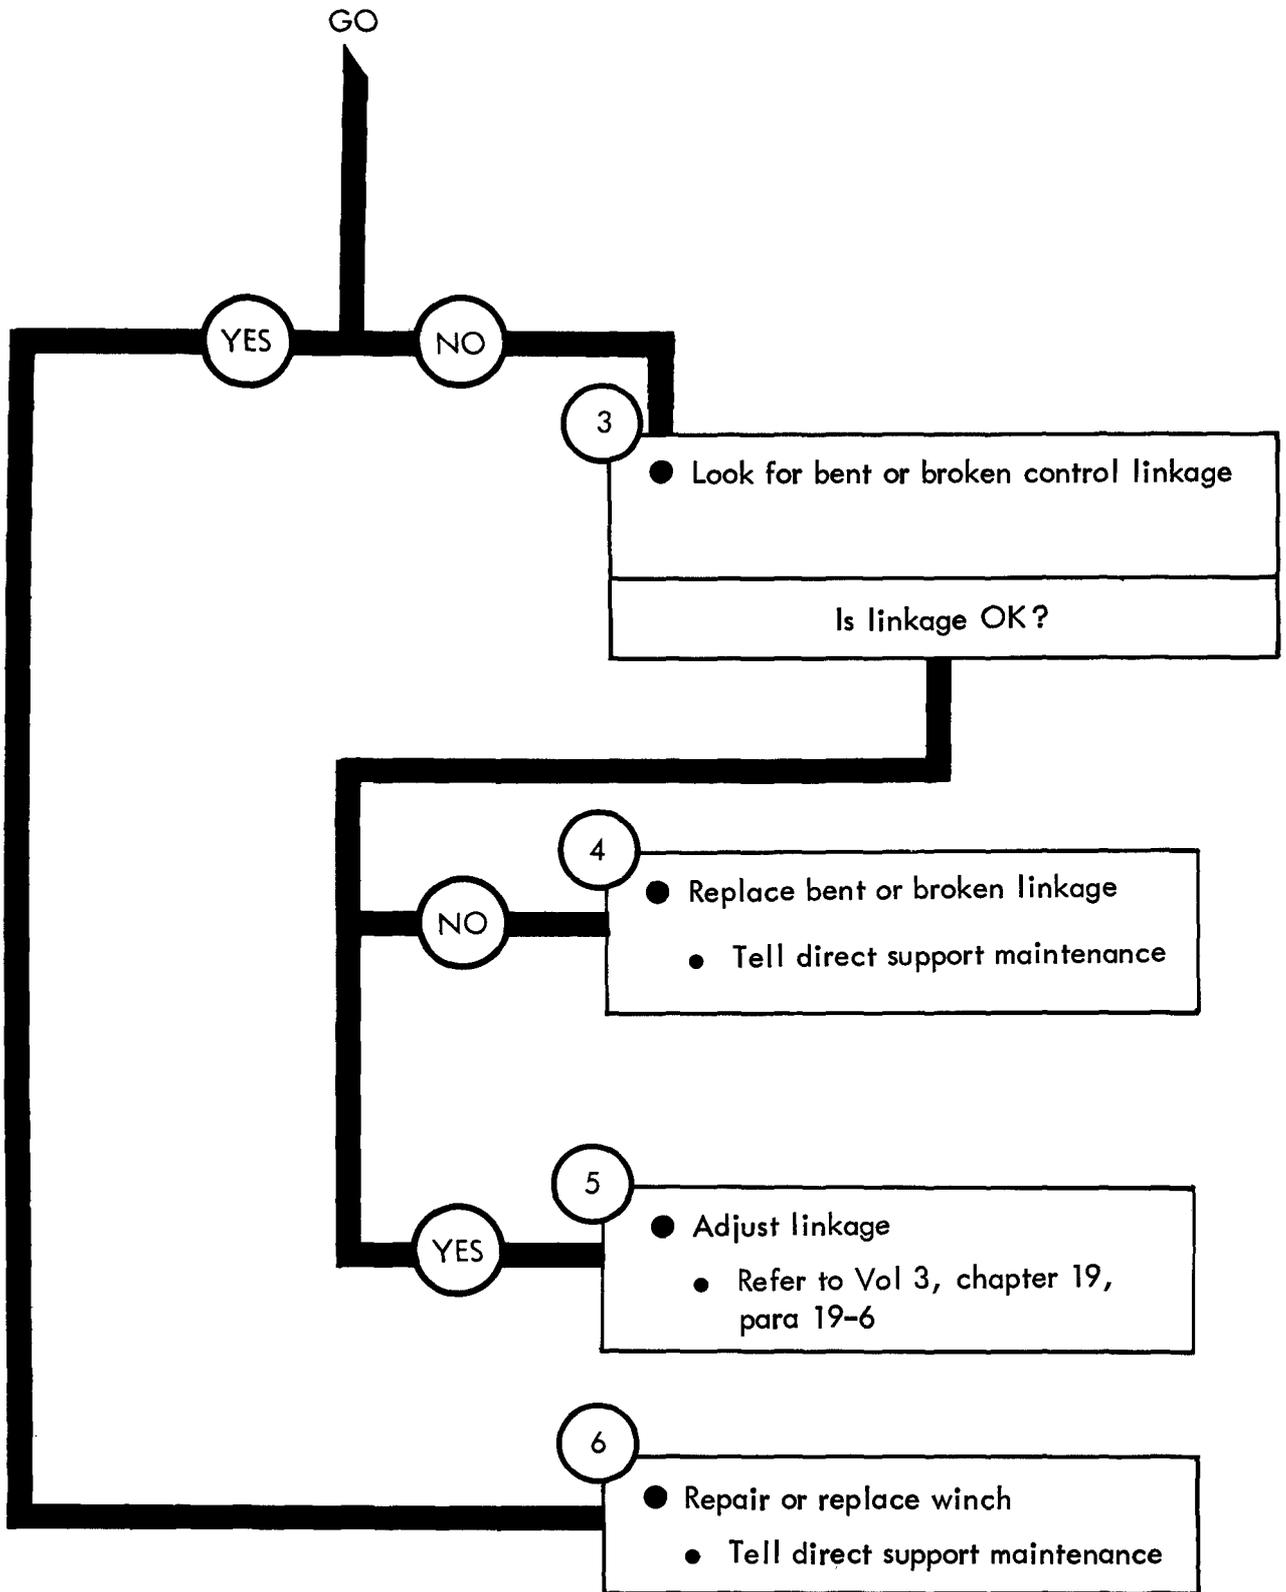 GO
YES
NO
3
● Look for bent or broken control linkage
Is linkage OK?
4
● Replace bent or broken linkage
NO
● Tell direct support maintenance
5
● Adjust linkage
YES
● Refer to Vol 3, chapter 19,
para 19-6
6
● Repair or replace winch
● Tell direct support maintenance